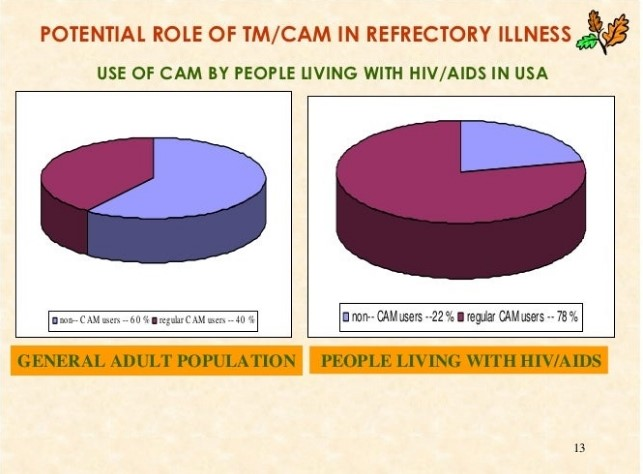 POTENTIAL ROLE OF TM/CAM IN REFRECTORY ILLNESS
USE OF CAM BY PEOPLE LIVING WITH HIV/AIDS IN USA
non-- CAM users -- 60 % regular CAM users -- 40 %
non-- CAM users --22 % regular CAM users -- 78 %
GENERAL ADULT POPULATION
PEOPLE LIVING WITH HIV/AIDS
13